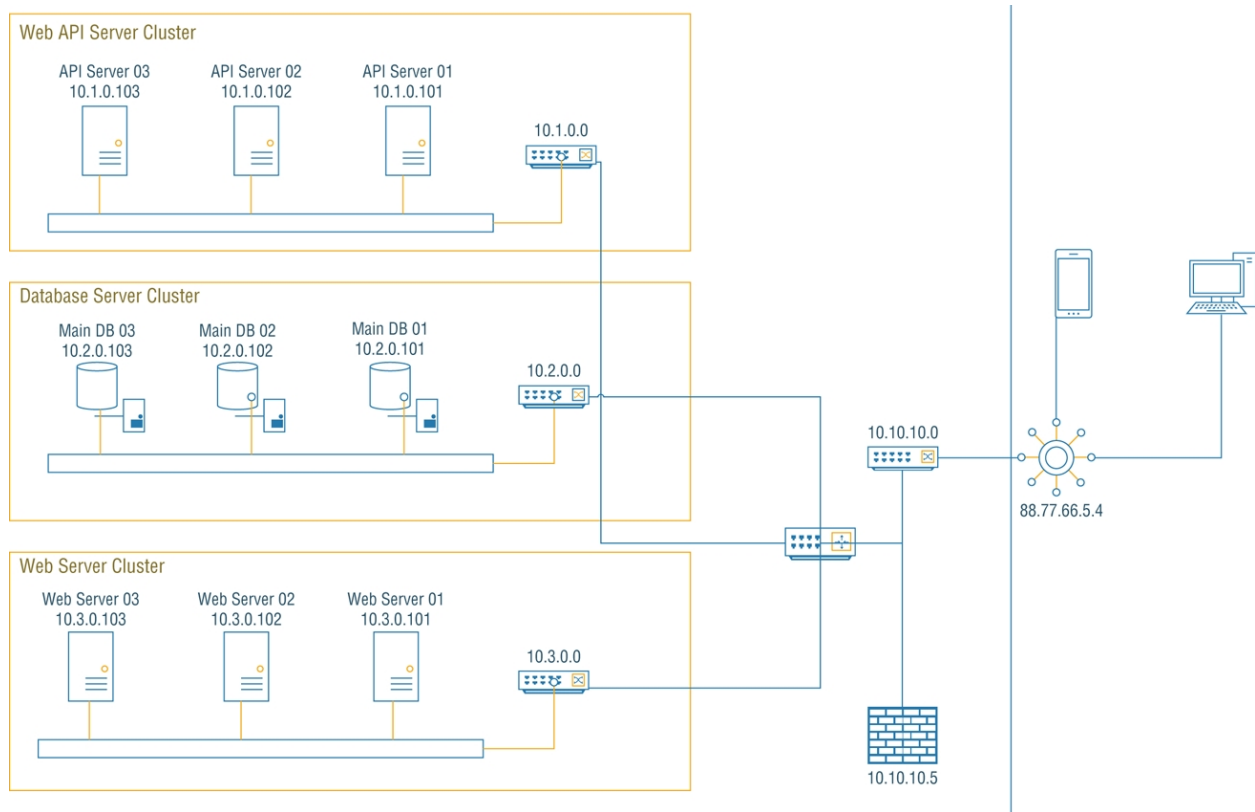 Web API Server Cluster
API Server 03
10.1.0.103
API Server 02
10.1.0.102
API Server 01
10.1.0.101
10.1.0.0
Database Server Cluster
Main DB 03
10.2.0.103
Main DB 02
10.2.0.102
Main DB 01
10.2.0.101
10.2.0.0
Web Server Cluster
Web Server 03
10.3.0.103
Web Server 02
10.3.0.102
Web Server 01
10.3.0.101
10.3.0.0
10.10.10.0
88.77.66.5.4
10.10.10.5